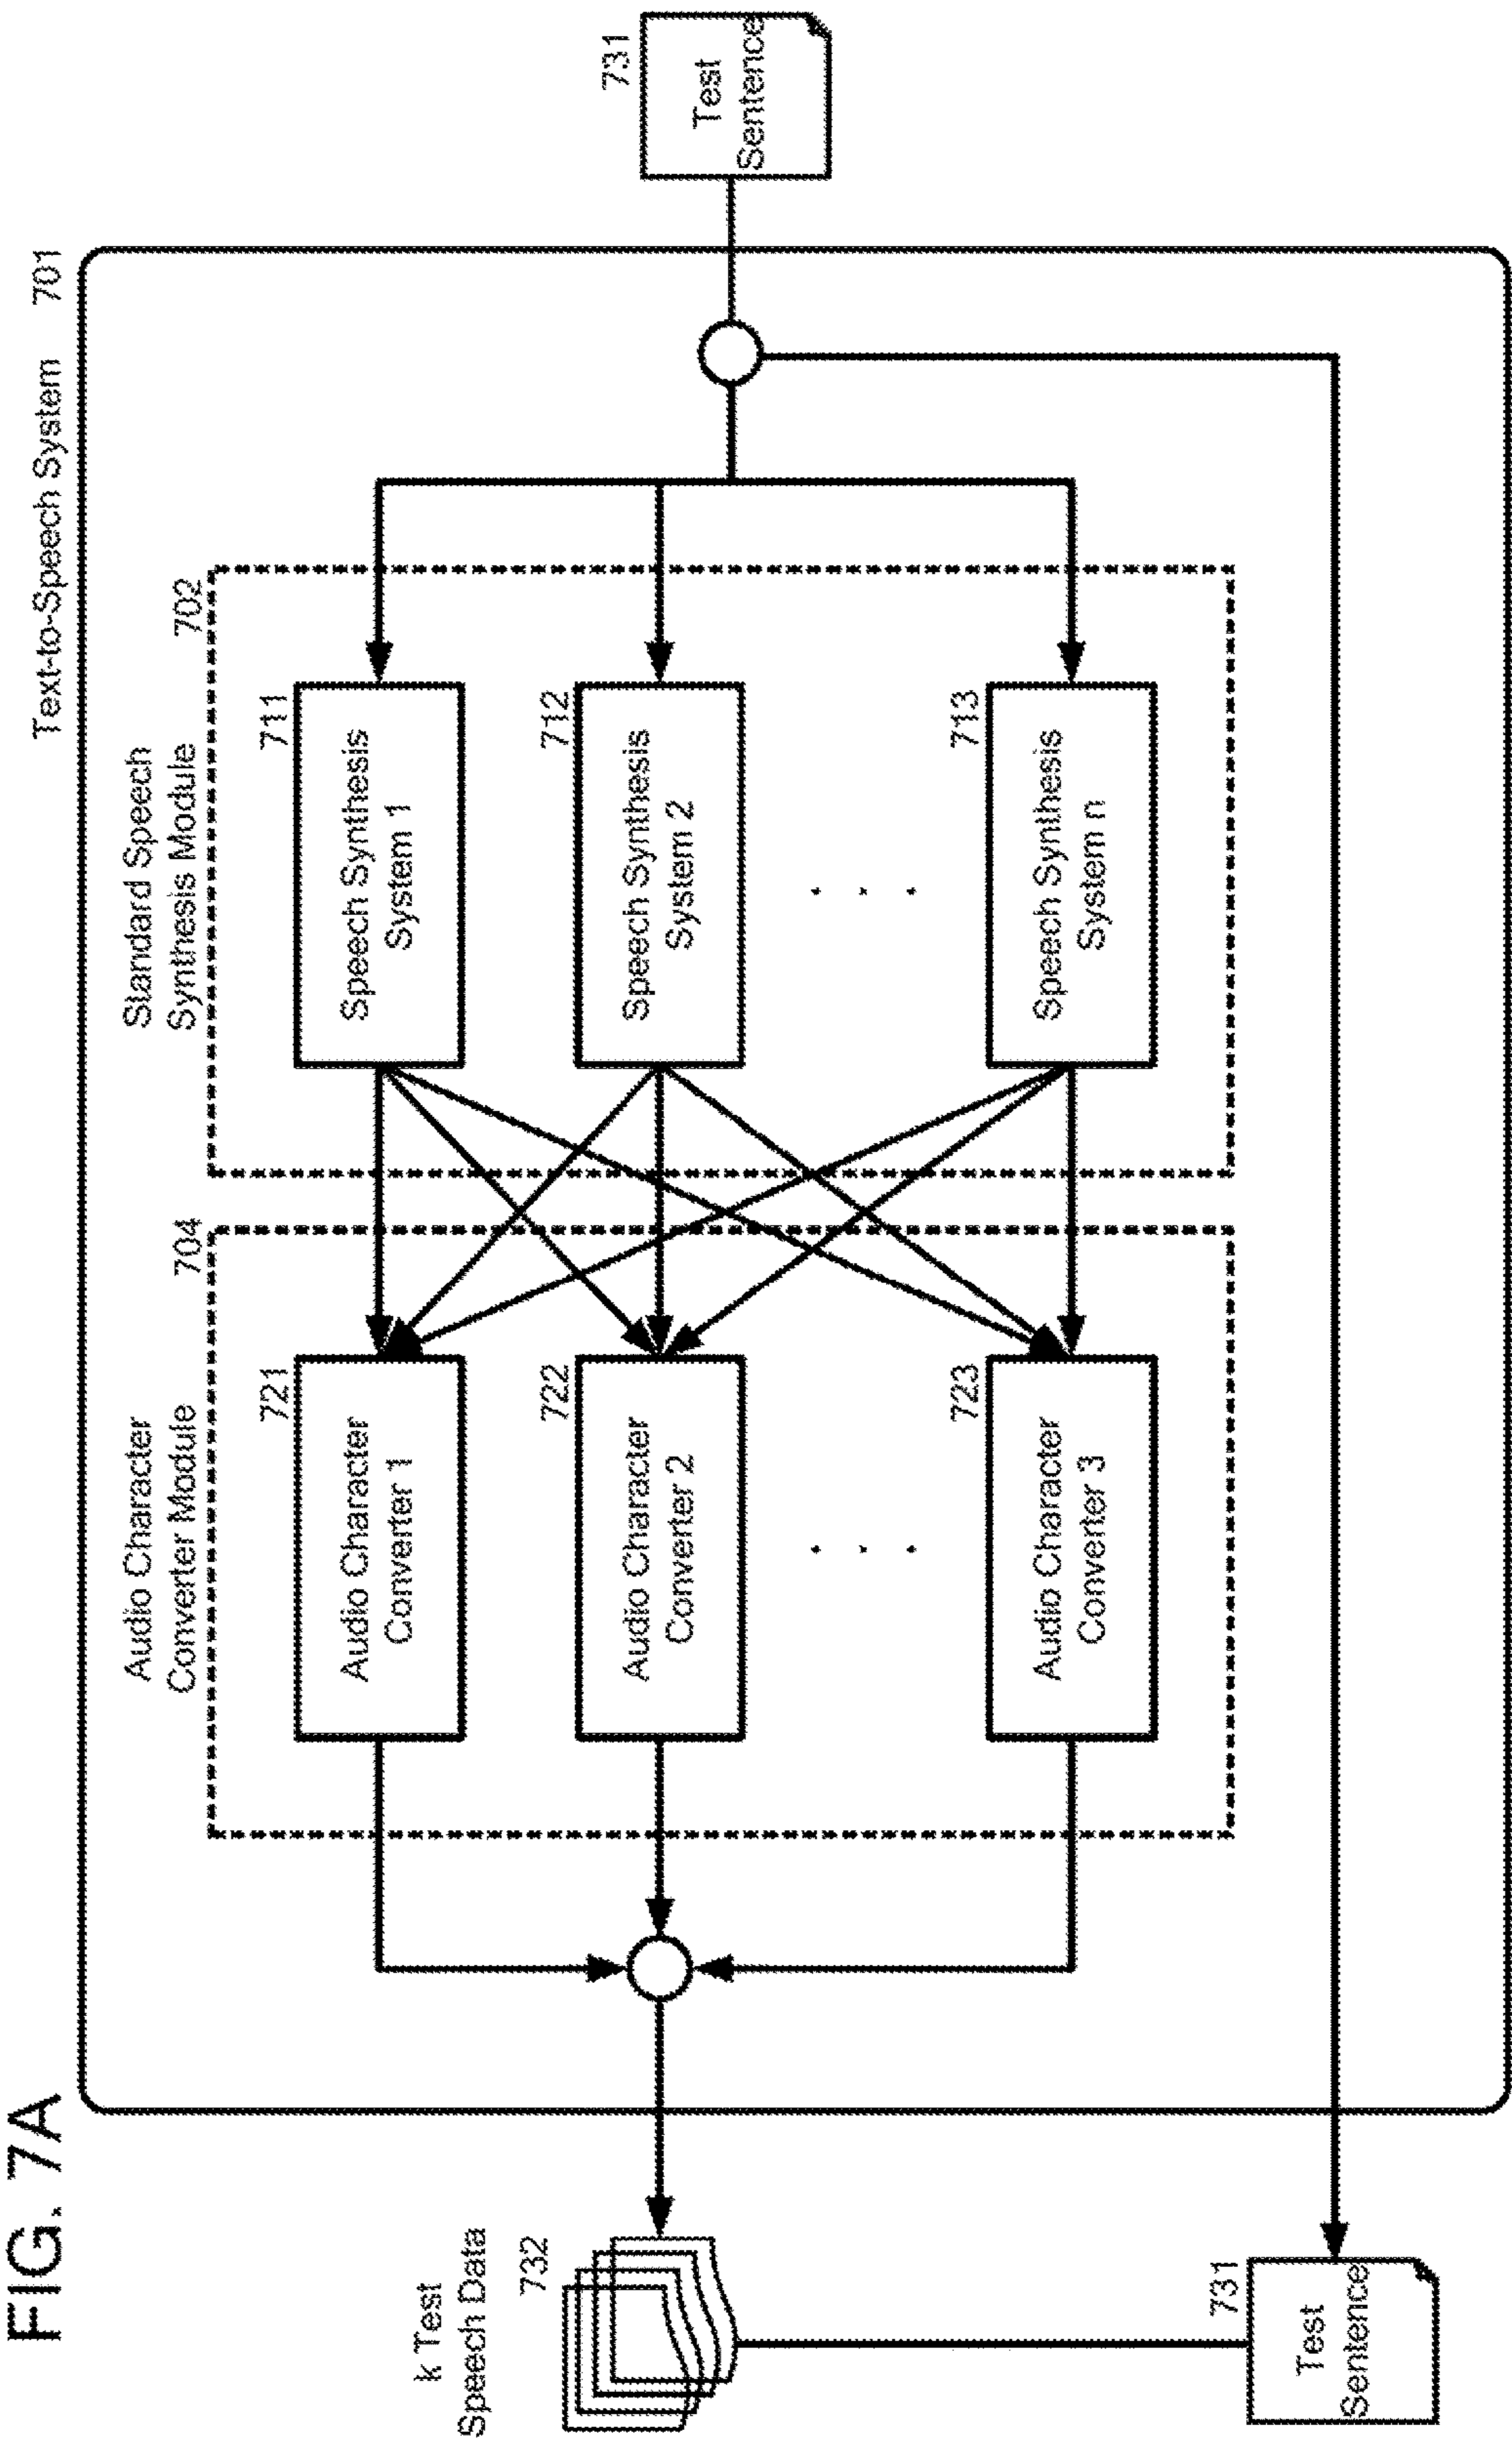 FIG. 7A
Text-to-Speech System 701
Audio Character
Converter Module
704
Standard Speech
Synthesis Module
702
k Test
Speech Data
732
721
Audio Character
Converter 1
711
Speech Synthesis
System 1
722
Audio Character
Converter 2
712
Speech Synthesis
System 2
. . .
. . .
723
Audio Character
Converter 3
713
Speech Synthesis
System n
731
Test
Sentence
731
Test
Sentence